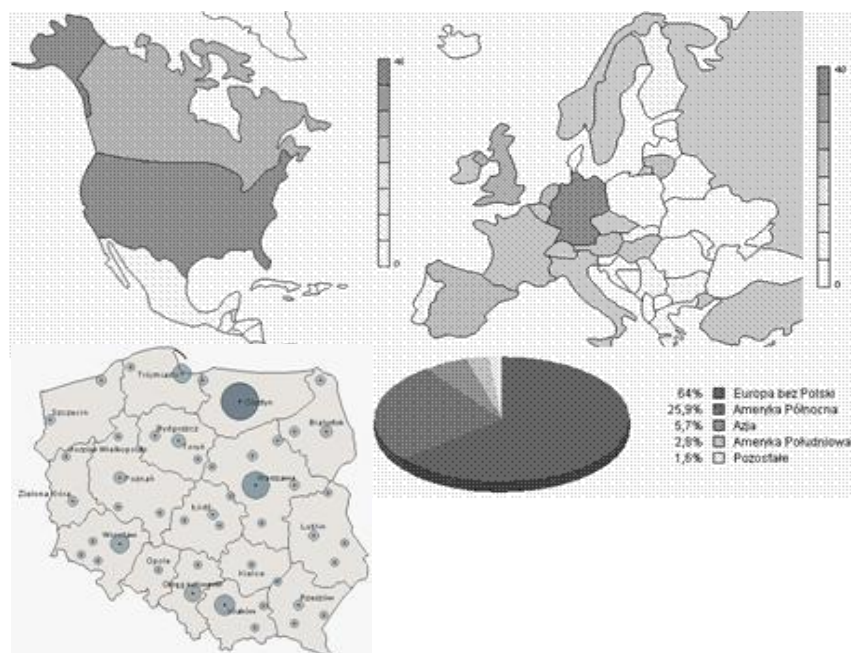 46
0
40
0
Trójmiasto
Olsztyn
Szczecin
Białystok
Bydgoszcz
Toruń
Gorzów Wielkopolski
Poznań
Warszawa
Zielona Góra
Łódź
Lublin
Wrocław
Opole
Kielce
Kraków
Rzeszów
64% Europa bez Polski
25,9% Ameryka Północna
5,7% Azja
2,8% Ameryka Południowa
1,6% Pozostałe